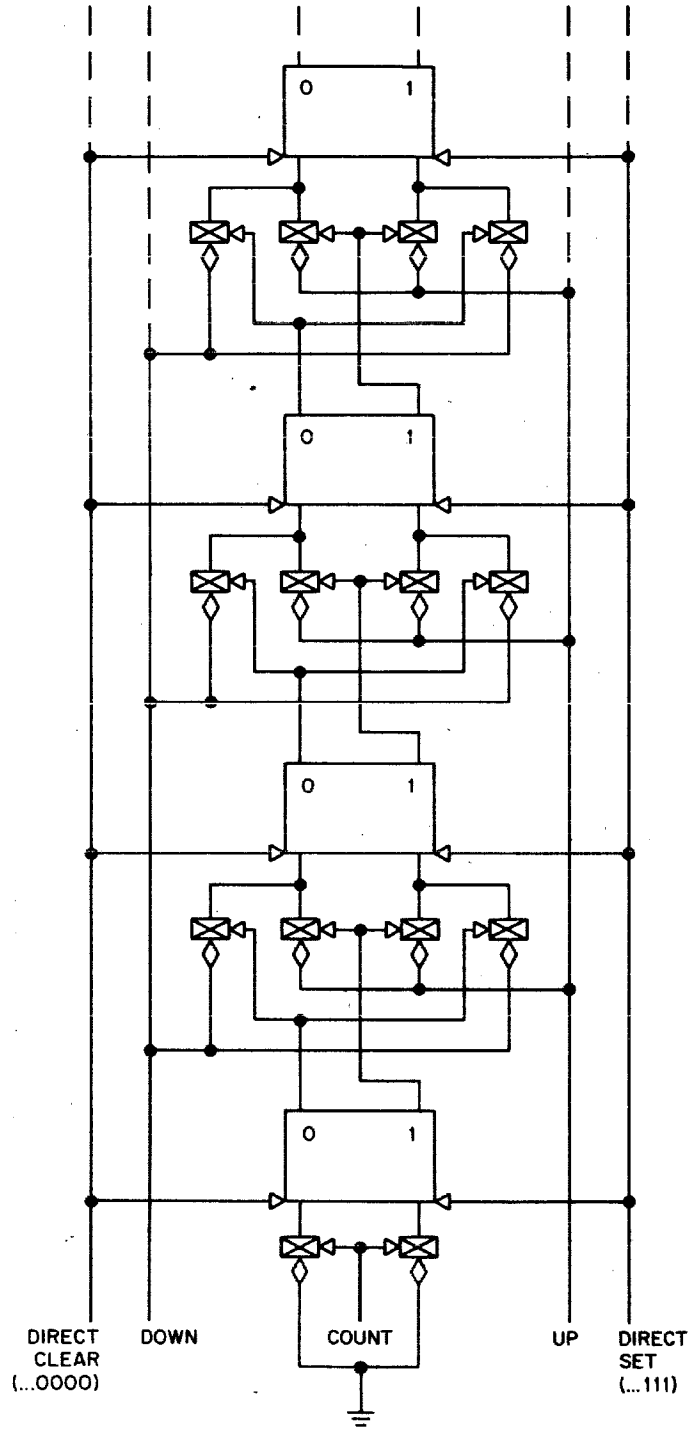 0 1
0 1
0 1
0 1
DIRECT CLEAR (...0000)
DOWN
COUNT
UP
DIRECT SET (...111)